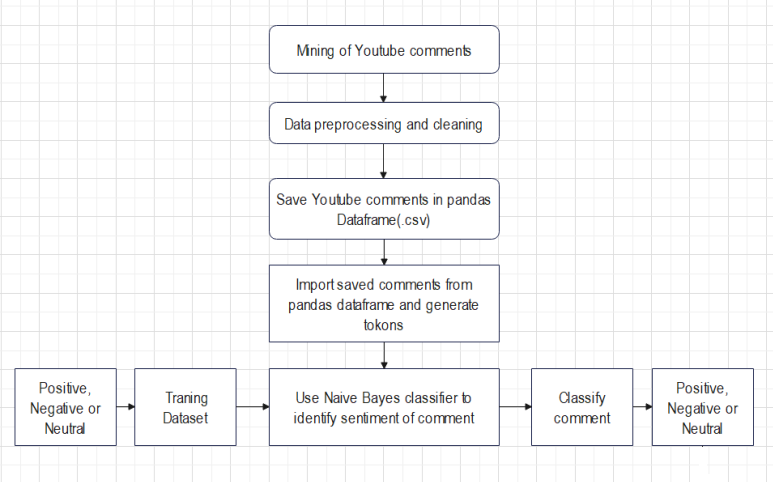 Mining of Youtube comments
Data preprocessing and cleaning
Save Youtube comments in pandas
Dataframe(.csv)
Import saved comments from
pandas dataframe and generate
tokons
Positive,
Negative or
Neutral
Traning
Dataset
Use Naive Bayes classifier to
identify sentiment of comment
Classify
comment
Positive,
Negative or
Neutral